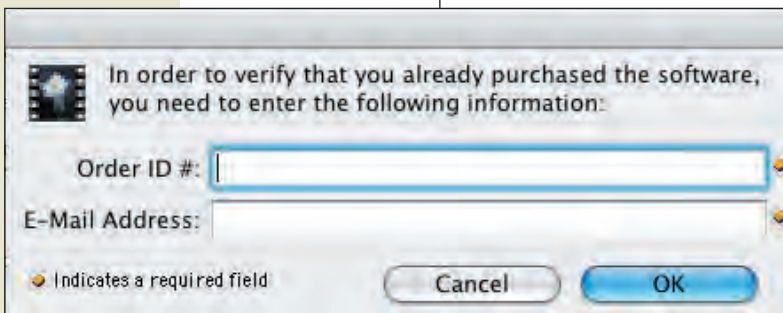 In order to verify that you already purchased the software,
you need to enter the following information:
Order ID #:
E-Mail Address:
Indicates a required field
Cancel
OK